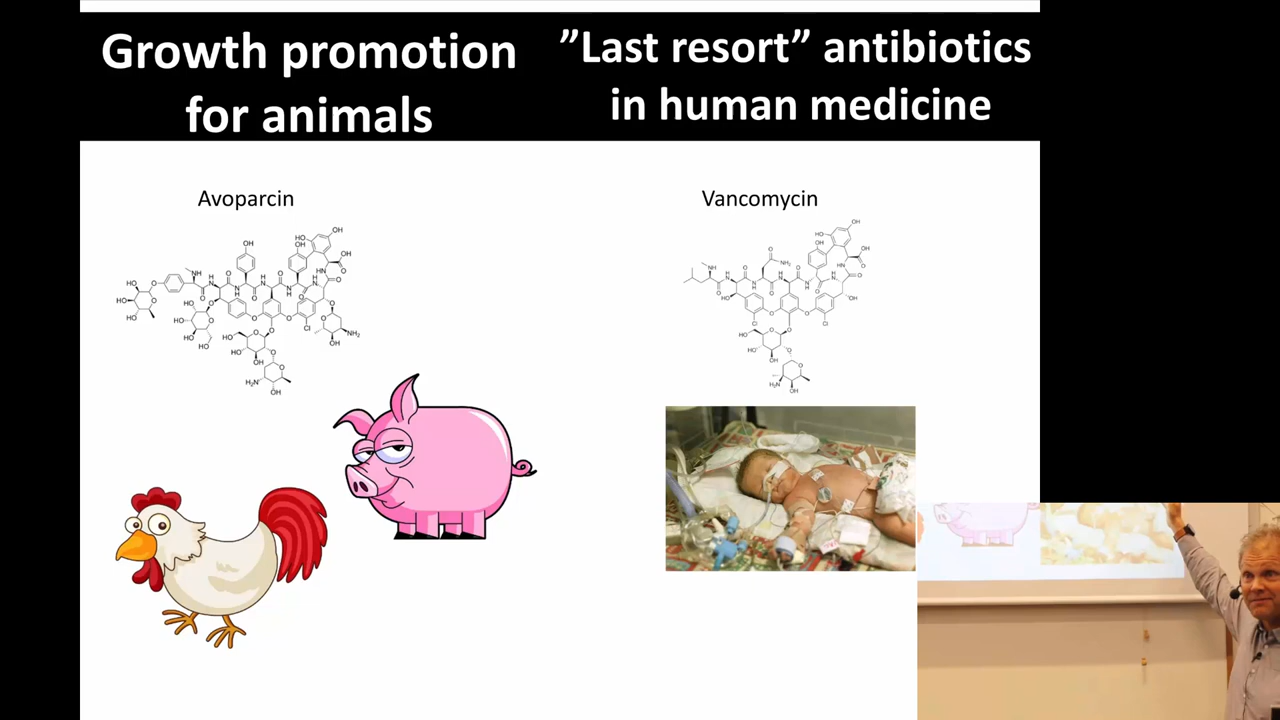 Growth promotion
for animals
”Last resort” antibiotics
in human medicine
Avoparcin
Vancomycin